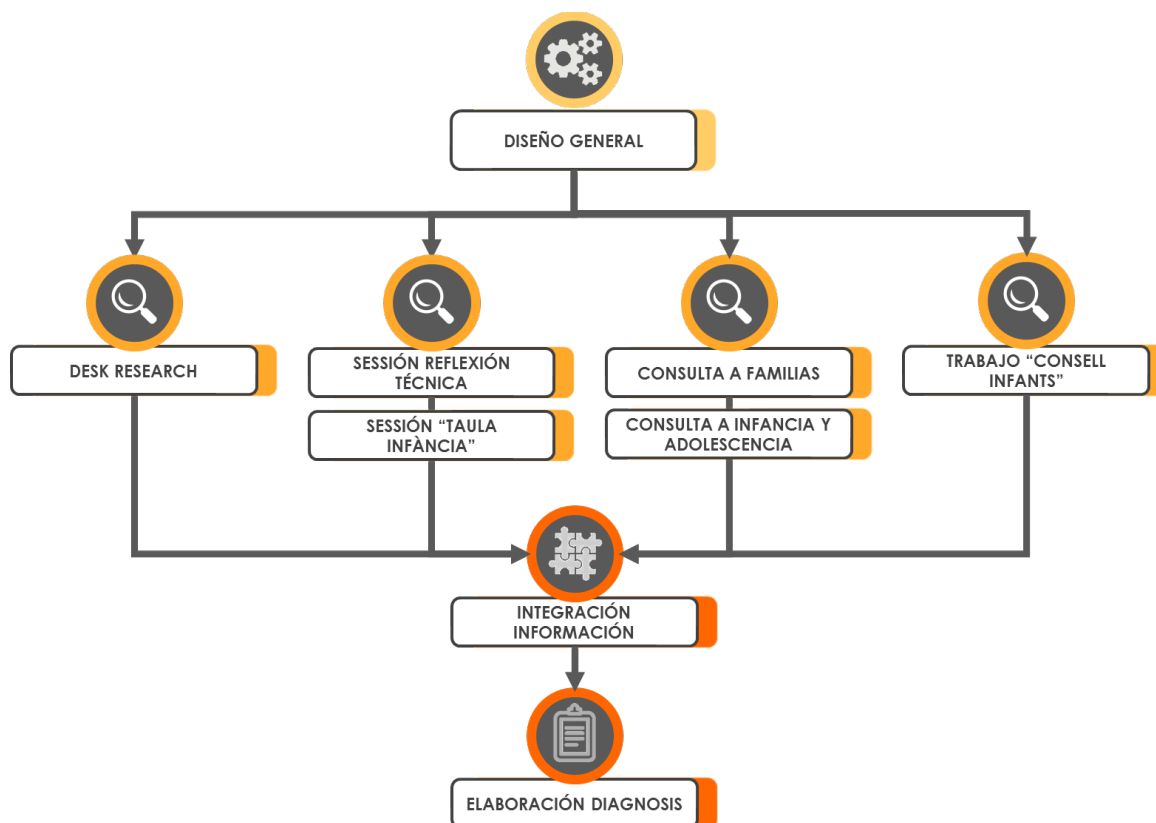 DISEÑO GENERAL
DESK RESEARCH
SESSIÓN REFLEXIÓN
TÉCNICA
SESSIÓN “TAULA
INFÀNCIA”
CONSULTA A FAMILIAS
CONSULTA A INFANCIA Y
ADOLESCENCIA
TRABAJO “CONSELL
INFANTS”
INTEGRACIÓN
INFORMACIÓN
ELABORACIÓN DIAGNOSIS